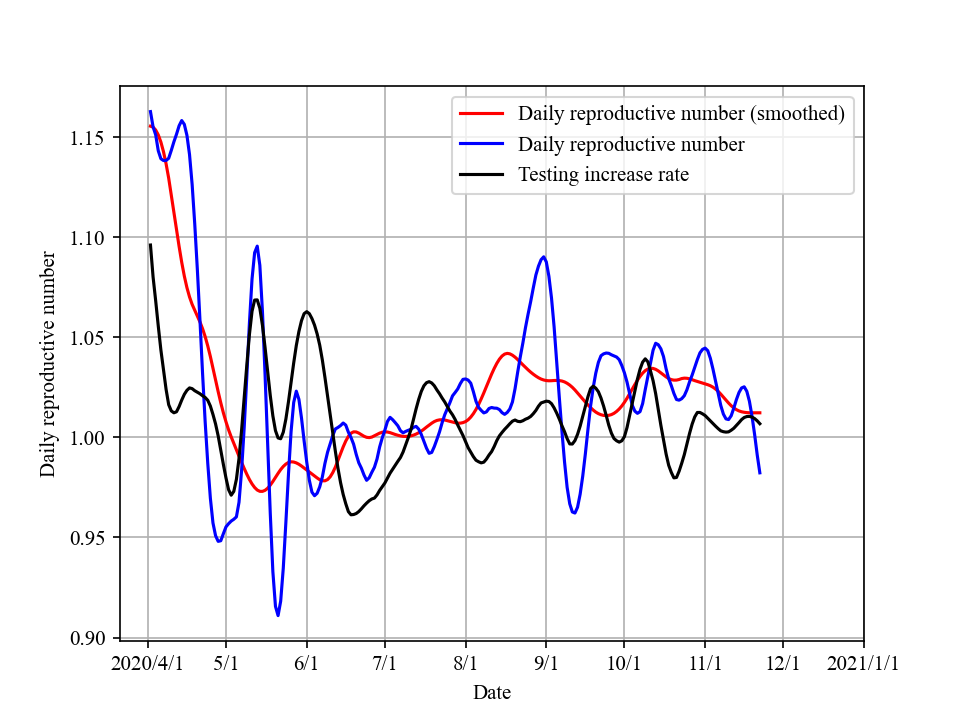 Daily reproductive number (smoothed)
Daily reproductive number
Testing increase rate
Daily reproductive number
1.15
1.10
1.05
1.00
0.95
0.90
2020/4/1 5/1 6/1 7/1 8/1 9/1 10/1 11/1 12/1 2021/1/1
Date